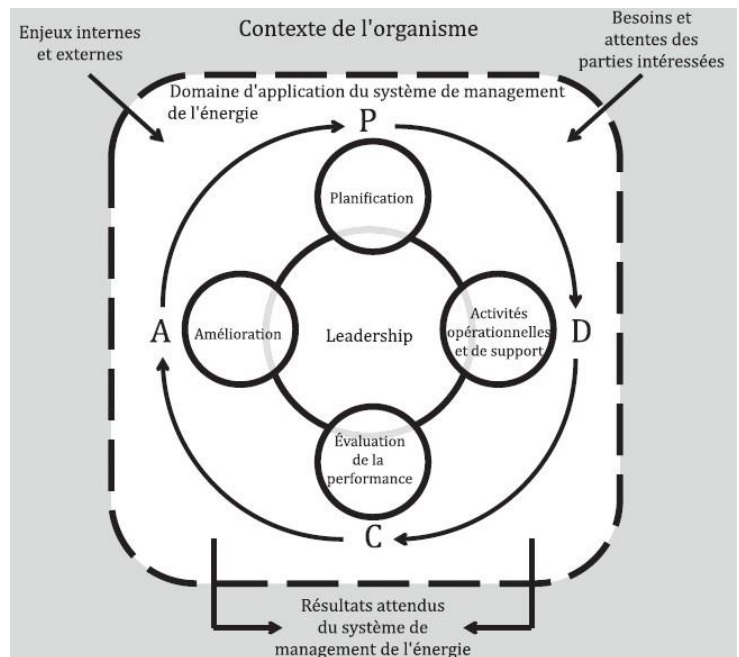 Enjeux internes
et externes
Contexte de l'organisme
Besoins et
attentes des
parties intéressées
Domaine d'application du système de management
de l'énergie
P
Planification
A
Amélioration
Leadership
Activités
opérationnelles
et de support
D
Évaluation
de la
performance
C
Résultats attendus
du système de
management de l'énergie